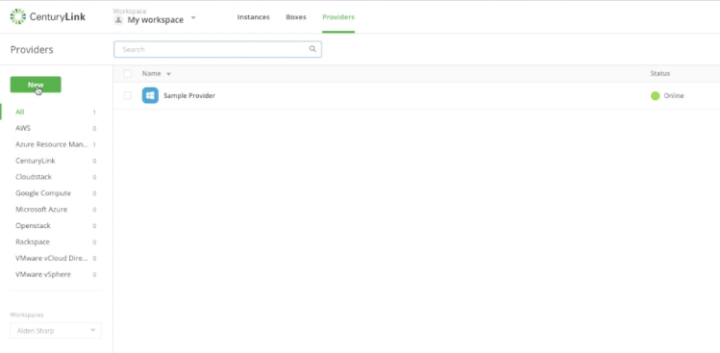 CenturyLink
Workspace
My workspace
Instances
Boxes
Providers
Providers
Search
New
Name
Status
Sample Provider
Online
All 1
AWS 0
Azure Resource Man... 1
CenturyLink 0
Cloudstack 0
Google Compute 0
Microsoft Azure 0
Openstack 0
Rackspace 0
VMware vCloud Dire... 0
VMware vSphere 0
Workspaces
Alden Sharp